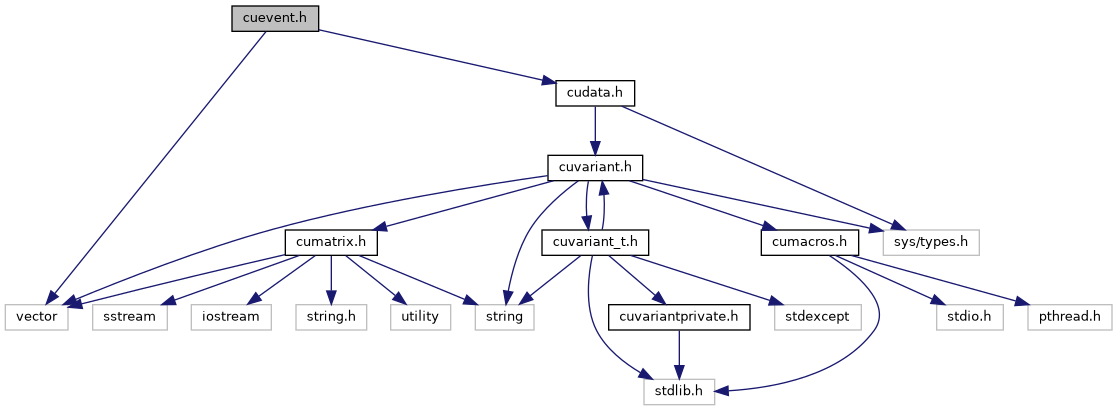 cuevent.h
cudata.h
cuvariant.h
cumatrix.h
cuvariant_t.h
cumacros.h
sys/types.h
vector
sstream
iostream
string.h
utility
string
cuvariantprivate.h
stdexcept
stdio.h
pthread.h
stdlib.h